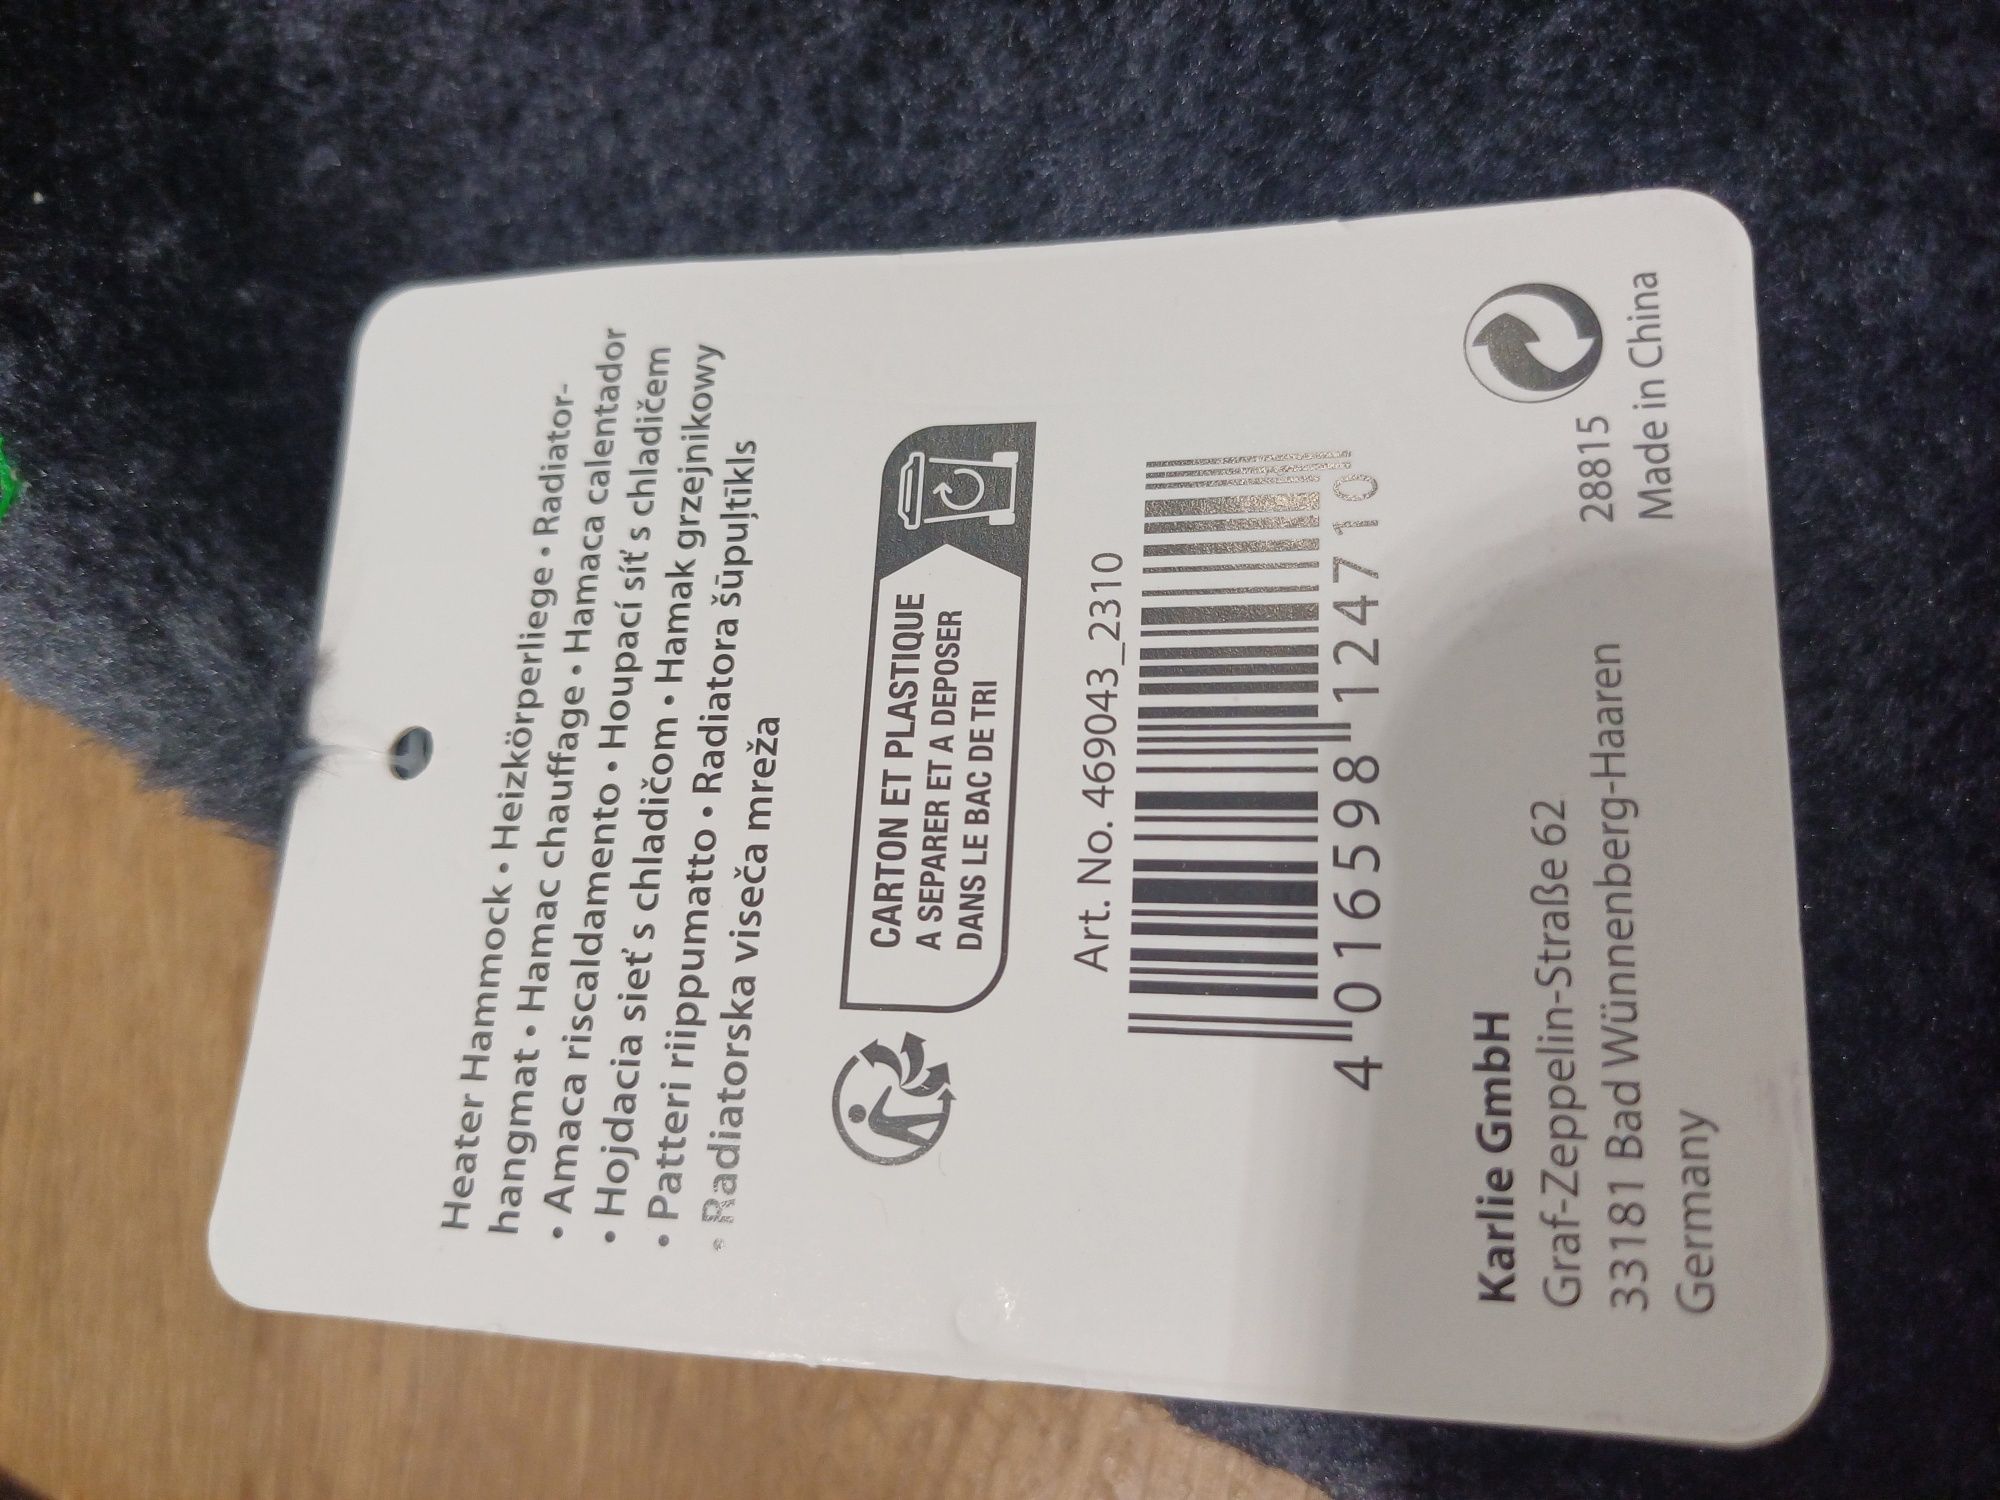 Heater Hammock • Heizkörperliege • Radiator-
hangmat • Hamac chauffage • Hamaca calentador
• Amaca riscaldamento • Houpací síť s chladičem
• Hojdacia sieť s chladičom • Hamak grzejnikowy
• Patteri riippumatto • Radiatora šūpuļtīkls
• Radiatorska viseča mreža
CARTON ET PLASTIQUE
A SEPARER ET A DEPOSER
DANS LE BAC DE TRI
Art. No. 469043_2310
4 016598 124710
Karlie GmbH
Graf-Zeppelin-Straße 62
33181 Bad Wünnenberg-Haaren
Germany
28815
Made in China